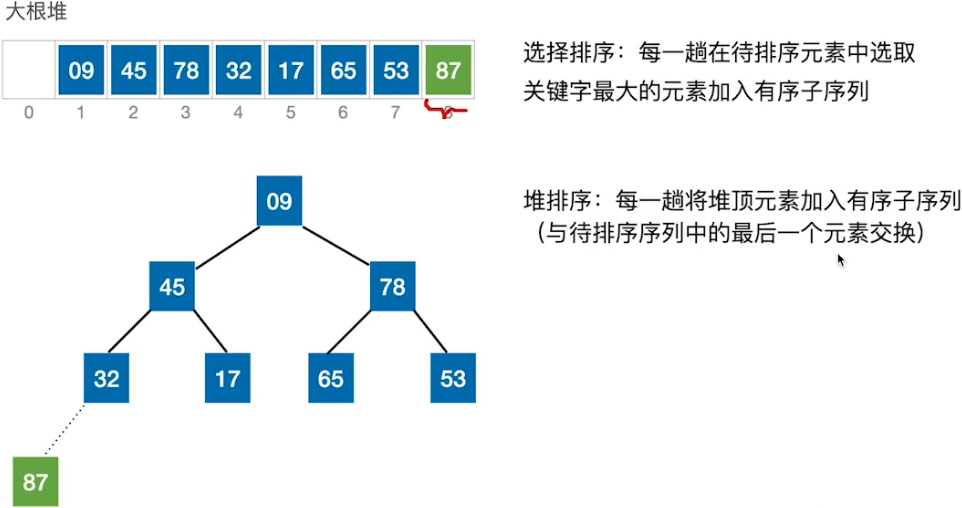 大根堆
09 45 78 32 17 65 53 87
0 1 2 3 4 5 6 7 8
选择排序：每一趟在待排序元素中选取
关键字最大的元素加入有序子序列
堆排序：每一趟将堆顶元素加入有序子序列
（与待排序序列中的最后一个元素交换）
09
45 78
32 17 65 53
87